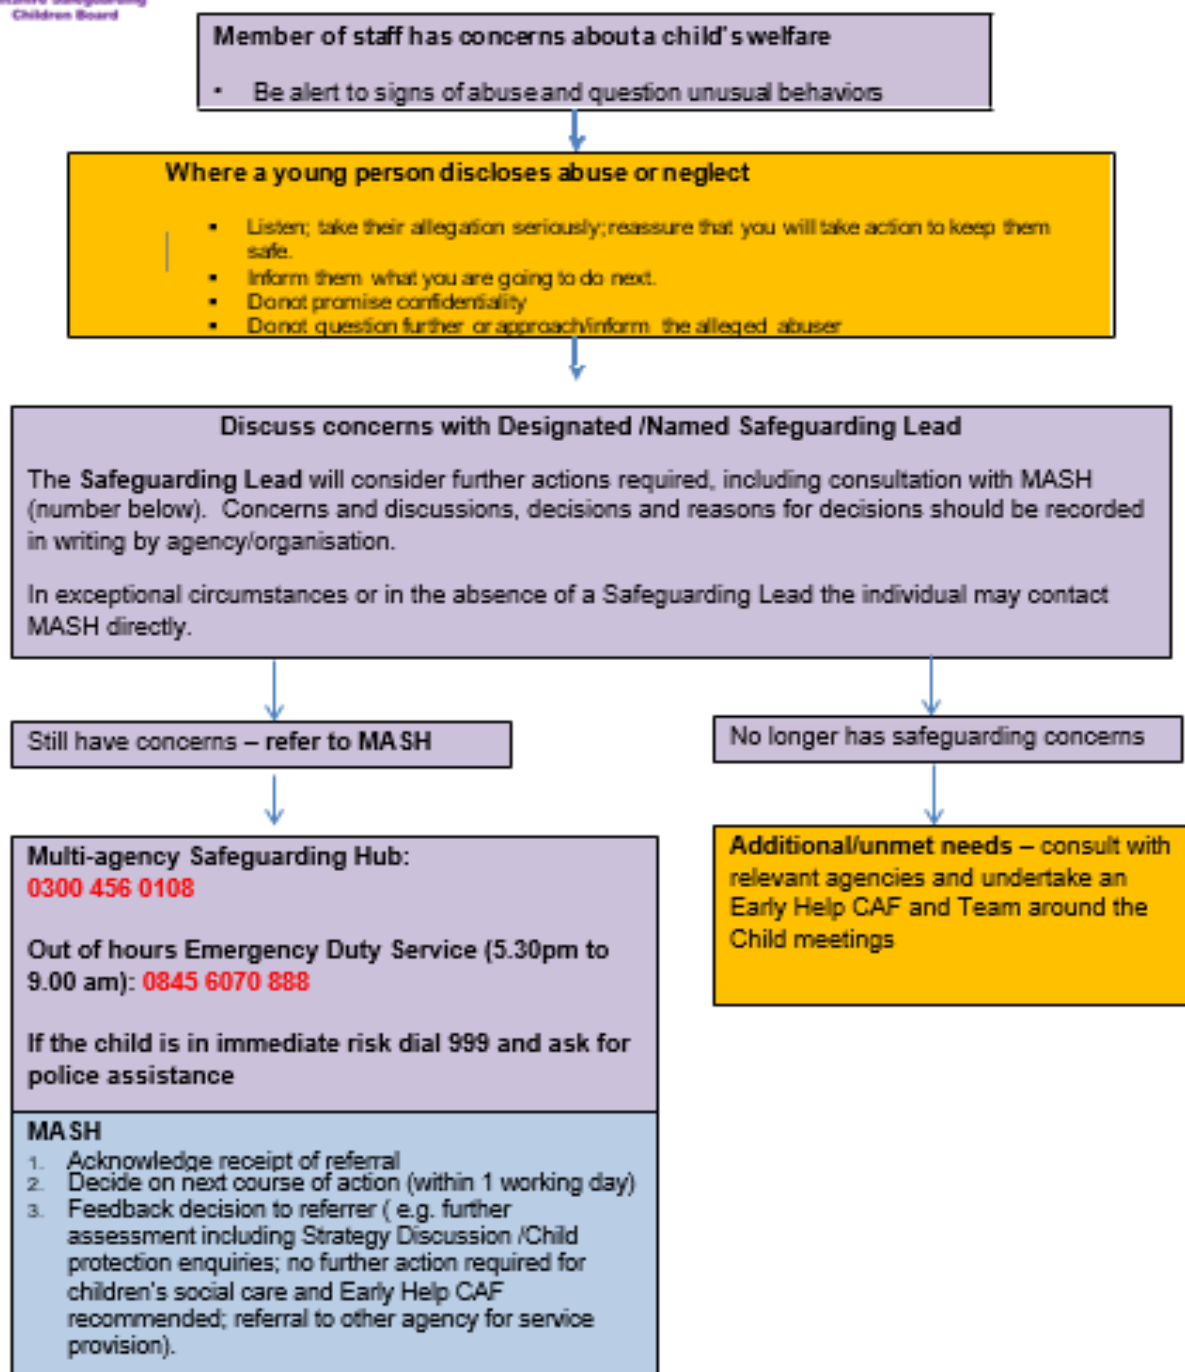 Safeguarding
Children Board
Member of staff has concerns about a child's welfare
• Be alert to signs of abuse and question unusual behaviors
Where a young person discloses abuse or neglect
▪ Listen; take their allegation seriously; reassure that you will take action to keep them
safe.
▪ Inform them what you are going to do next.
▪ Do not promise confidentiality
▪ Do not question further or approach/inform the alleged abuser
Discuss concerns with Designated /Named Safeguarding Lead
The Safeguarding Lead will consider further actions required, including consultation with MASH
(number below). Concerns and discussions, decisions and reasons for decisions should be recorded
in writing by agency/organisation.
In exceptional circumstances or in the absence of a Safeguarding Lead the individual may contact
MASH directly.
Still have concerns – refer to MASH
No longer has safeguarding concerns
Multi-agency Safeguarding Hub:
0300 456 0108
Out of hours Emergency Duty Service (5.30pm to
9.00 am): 0845 6070 888
If the child is in immediate risk dial 999 and ask for
police assistance
Additional/unmet needs – consult with
relevant agencies and undertake an
Early Help CAF and Team around the
Child meetings
MASH
1. Acknowledge receipt of referral
2. Decide on next course of action (within 1 working day)
3. Feedback decision to referrer ( e.g. further
assessment including Strategy Discussion /Child
protection enquiries; no further action required for
children's social care and Early Help CAF
recommended; referral to other agency for service
provision).